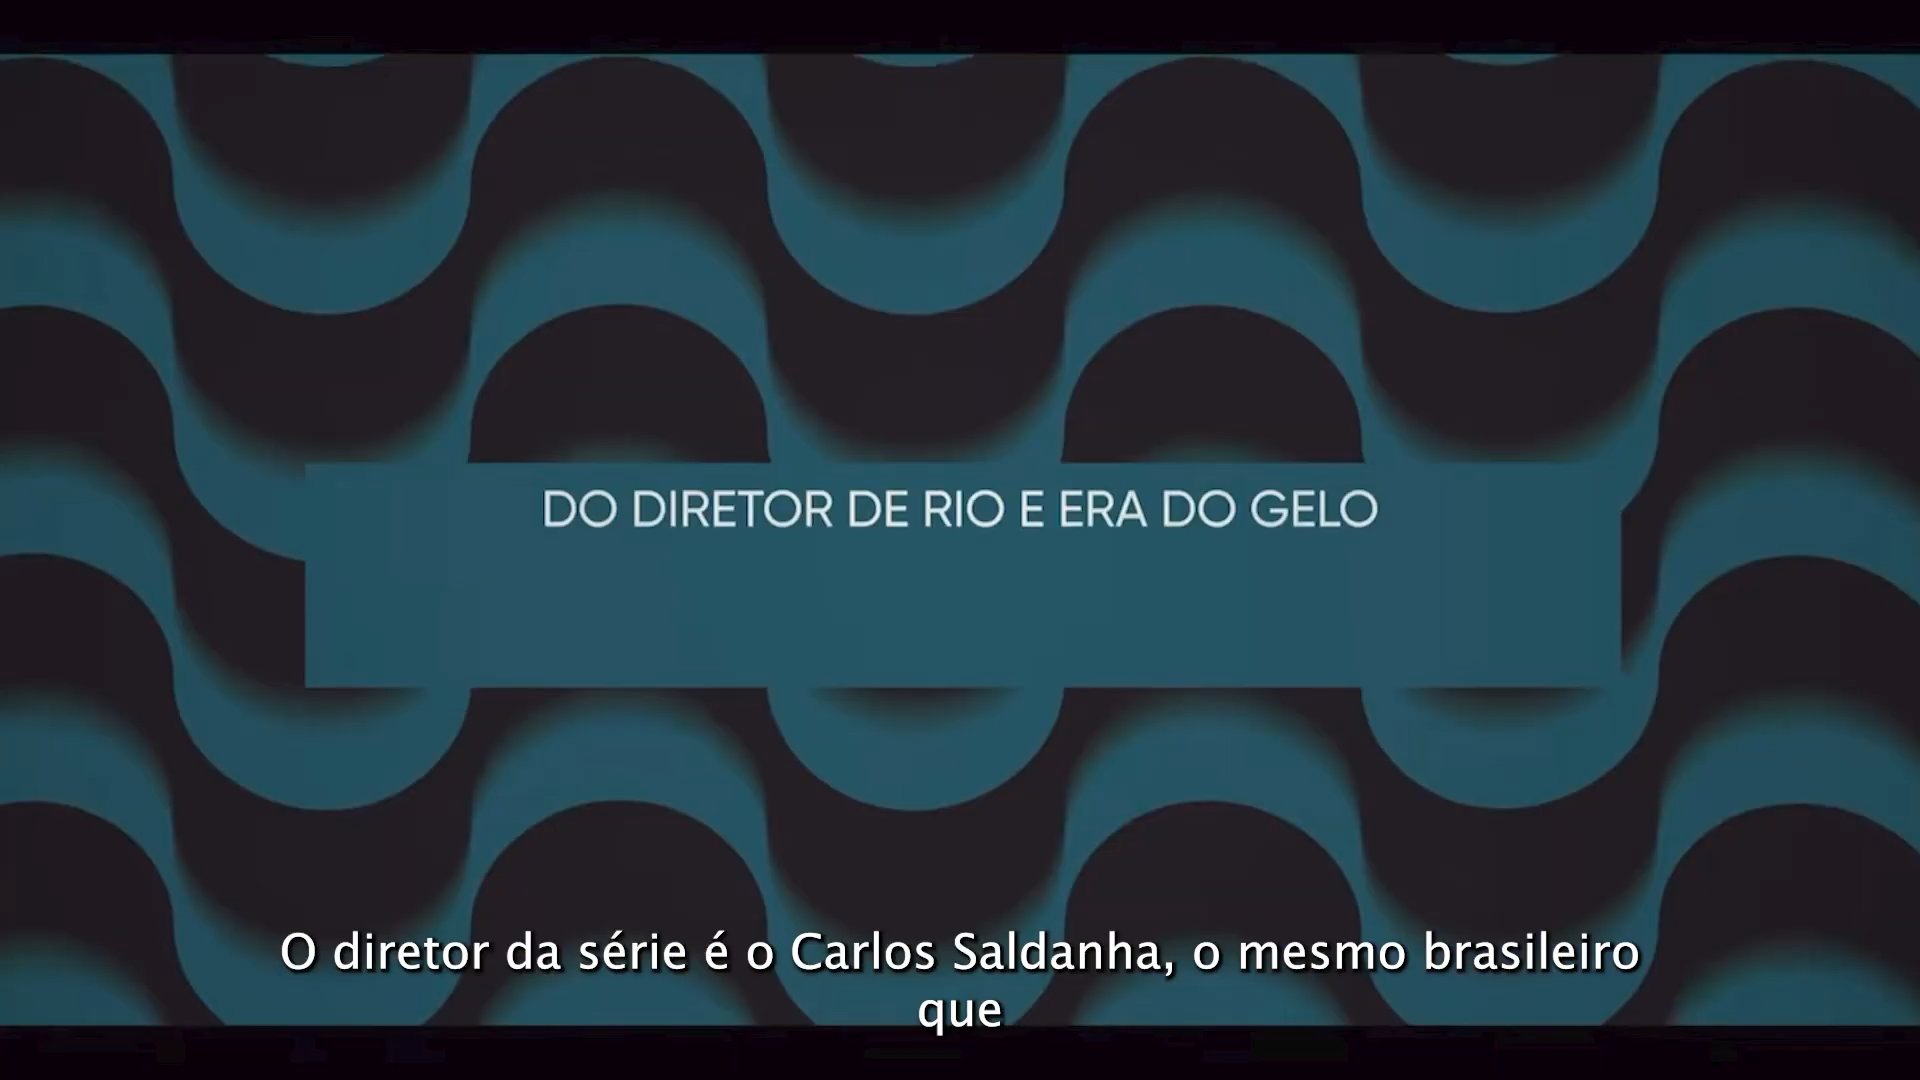 DO DIRETOR DE RIO E ERA DO GELO
O diretor da série é o Carlos Saldanha, o mesmo brasileiro
que